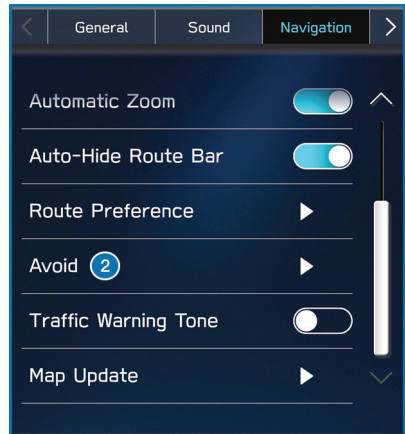 General Sound Navigation
Automatic Zoom
Auto-Hide Route Bar
Route Preference
Avoid 2
Traffic Warning Tone
Map Update